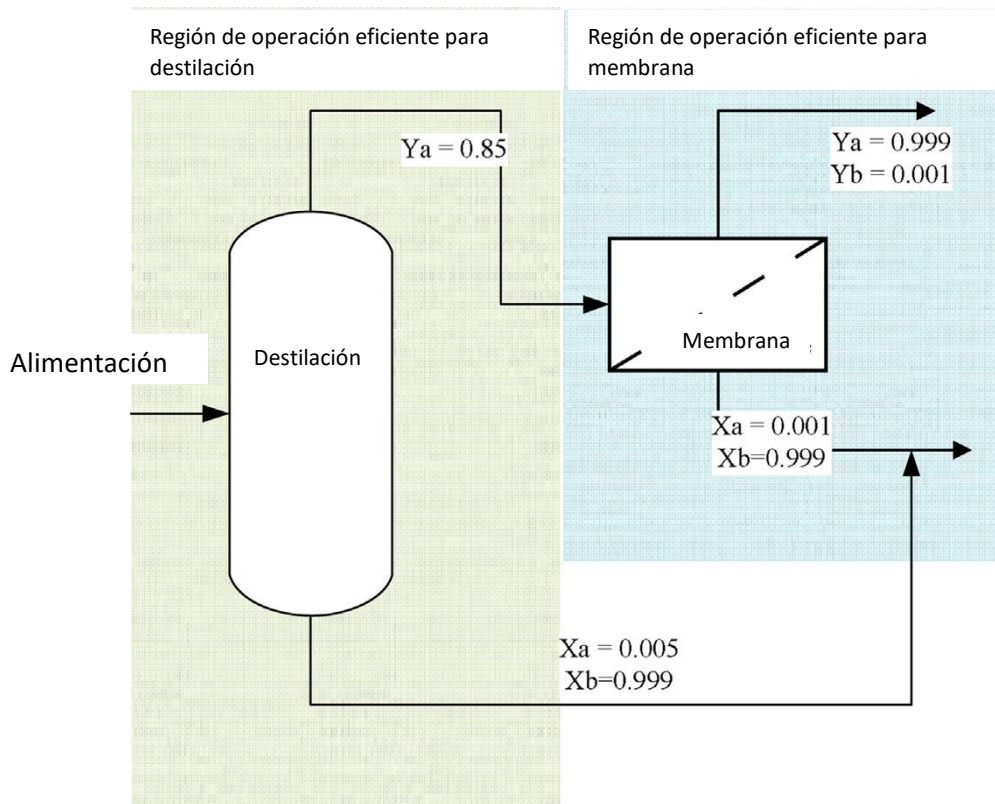 Región de operación eficiente para
destilación
Región de operación eficiente para
membrana
Ya = 0.85
Ya = 0.999
Yb = 0.001
Alimentación
Destilación
Membrana
Xa = 0.001
Xb=0.999
Xa = 0.005
Xb=0.999